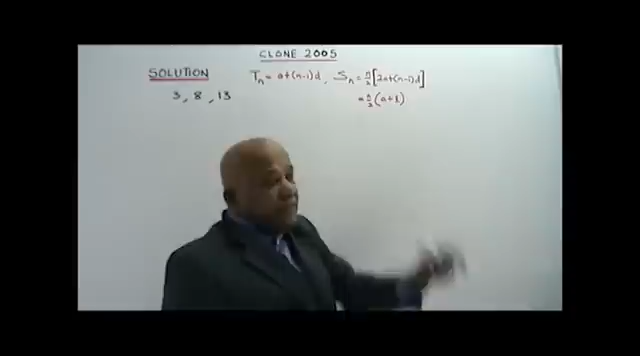 CLONE 2005
SOLUTION Tn = a+(n-1)d, Sn = n/2[2a+(n-1)d]
3, 8, 13 = n/2(a+l)